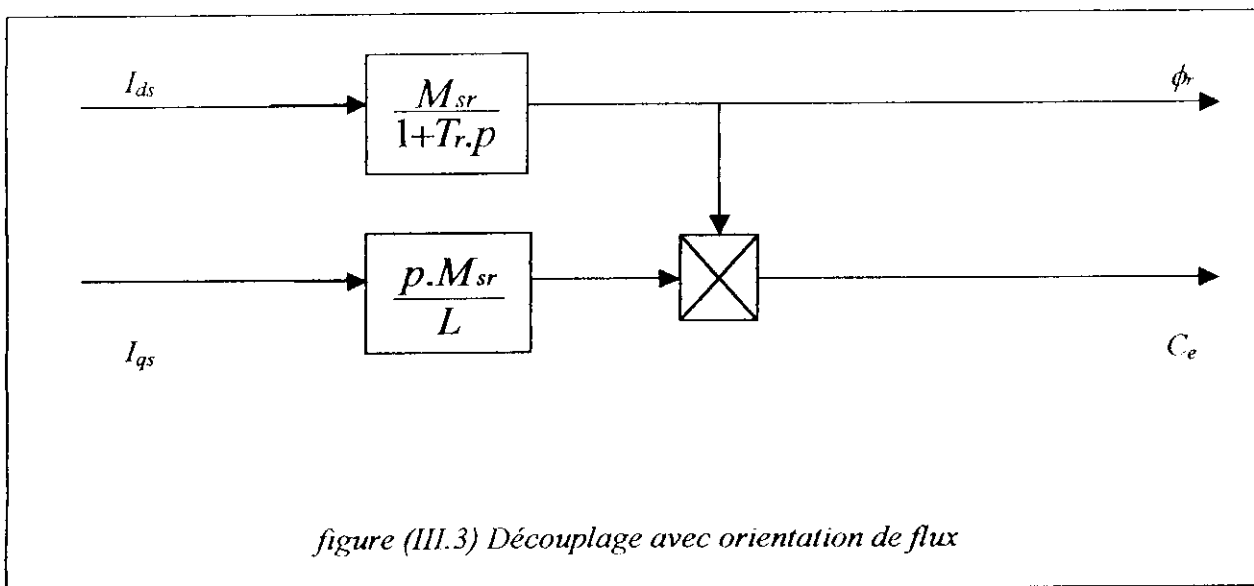 I_ds
M_sr
1+T_r.p
ϕ_r
p.M_sr
L
I_qs
C_e
figure (III.3) Découplage avec orientation de flux